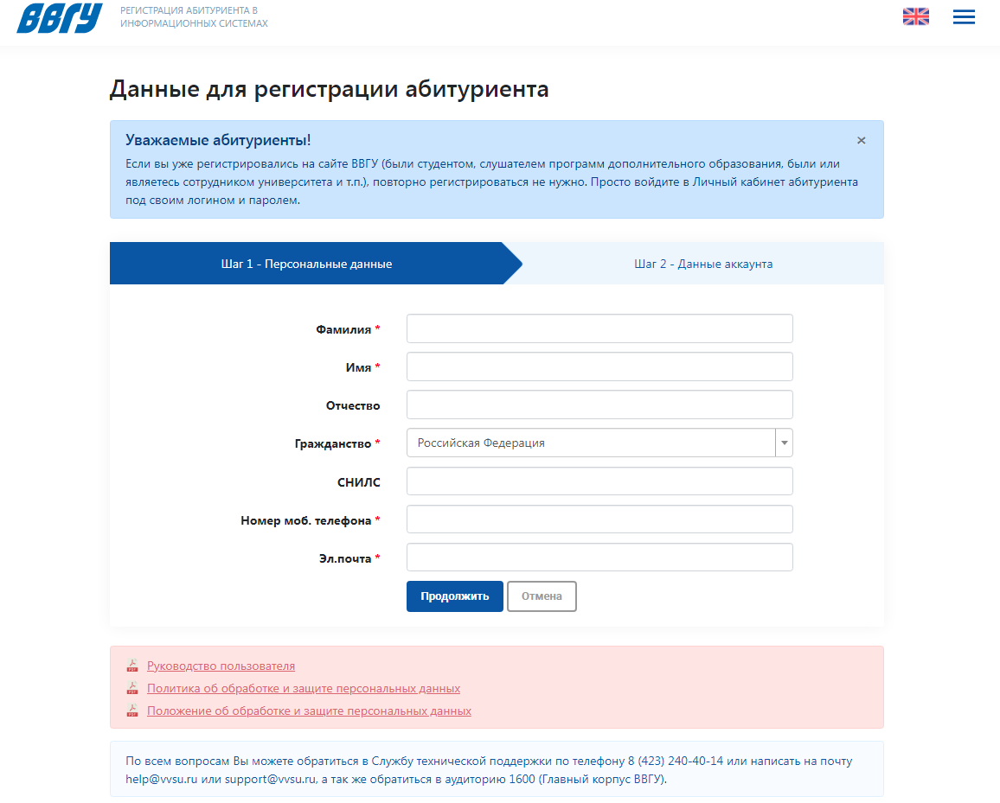 ВВГУ
РЕГИСТРАЦИЯ АБИТУРИЕНТА В
ИНФОРМАЦИОННЫХ СИСТЕМАХ
Данные для регистрации абитуриента
Уважаемые абитуриенты!
×
Если вы уже регистрировались на сайте ВВГУ (были студентом, слушателем программ дополнительного образования, были или
являетесь сотрудником университета и т.п.), повторно регистрироваться не нужно. Просто войдите в Личный кабинет абитуриента
под своим логином и паролем.
Шаг 1 - Персональные данные
Шаг 2 - Данные аккаунта
Фамилия *
Имя *
Отчество
Гражданство *
Российская Федерация
СНИЛС
Номер моб. телефона *
Эл.почта *
Продолжить
Отмена
Руководство пользователя
Политика об обработке и защите персональных данных
Положение об обработке и защите персональных данных
По всем вопросам Вы можете обратиться в Службу технической поддержки по телефону 8 (423) 240-40-14 или написать на почту
help@vvsu.ru или support@vvsu.ru, а так же обратиться в аудиторию 1600 (Главный корпус ВВГУ).